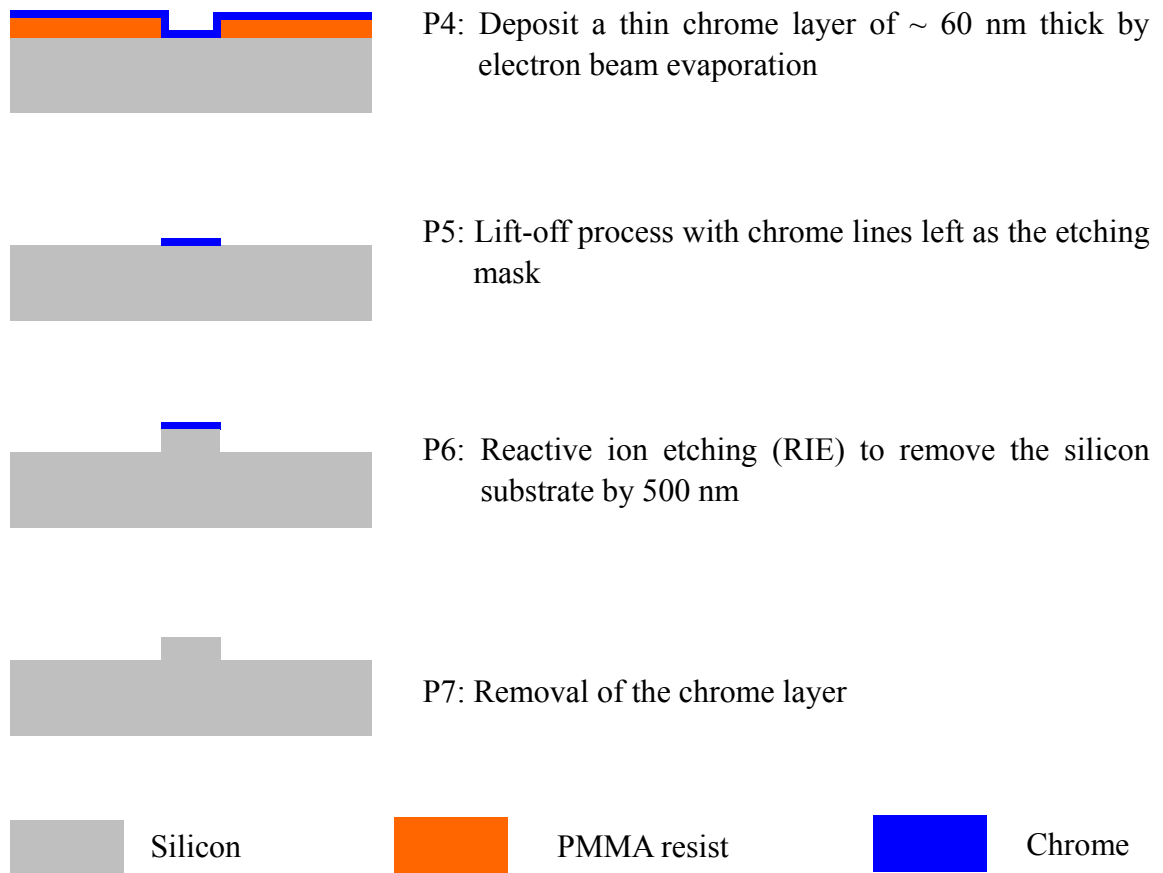 P4: Deposit a thin chrome layer of ~ 60 nm thick by
electron beam evaporation
P5: Lift-off process with chrome lines left as the etching
mask
P6: Reactive ion etching (RIE) to remove the silicon
substrate by 500 nm
P7: Removal of the chrome layer
Silicon
PMMA resist
Chrome